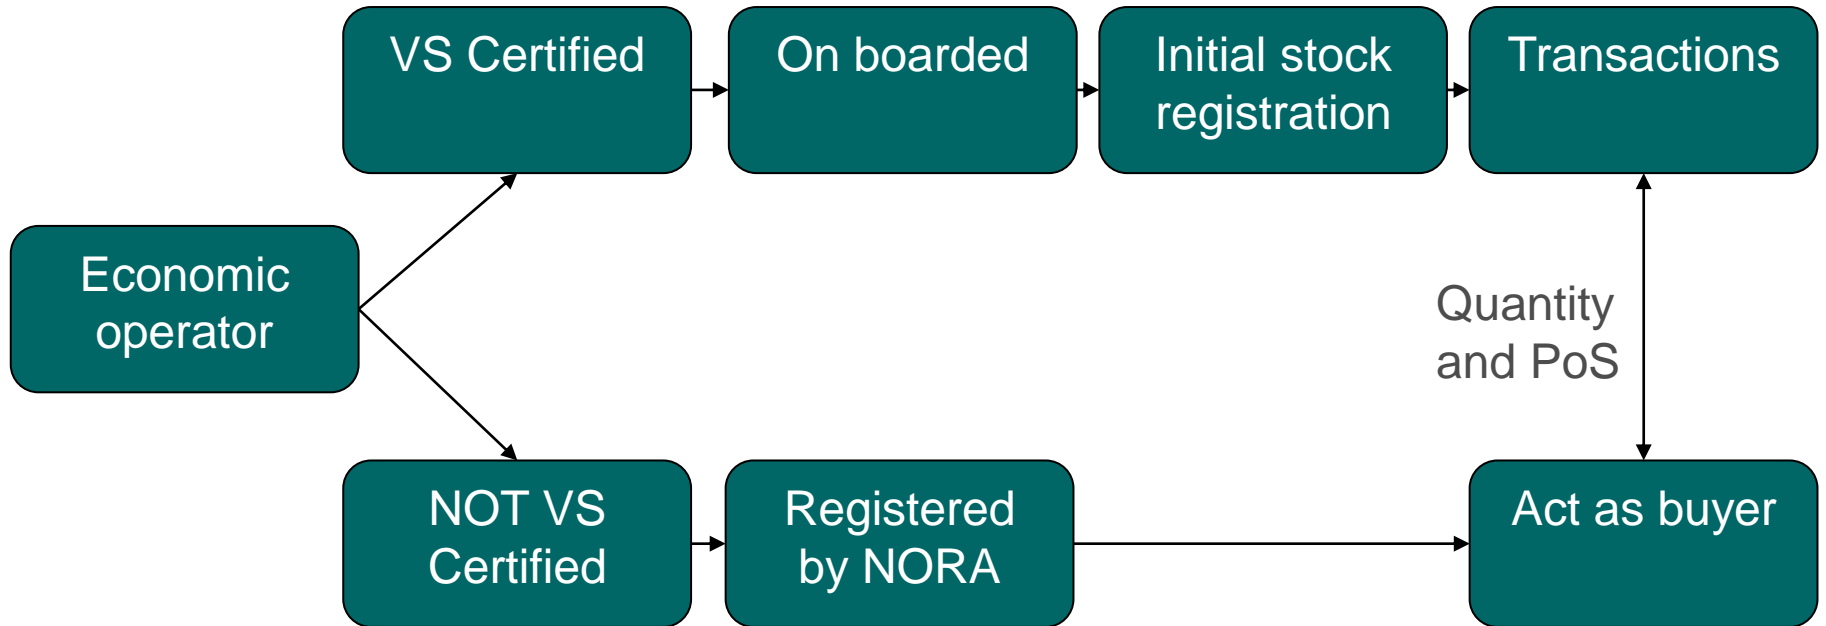 VS Certified
On boarded
Initial stock
registration
Transactions
Economic
operator
Quantity
and PoS
NOT VS
Certified
Registered
by NORA
Act as buyer